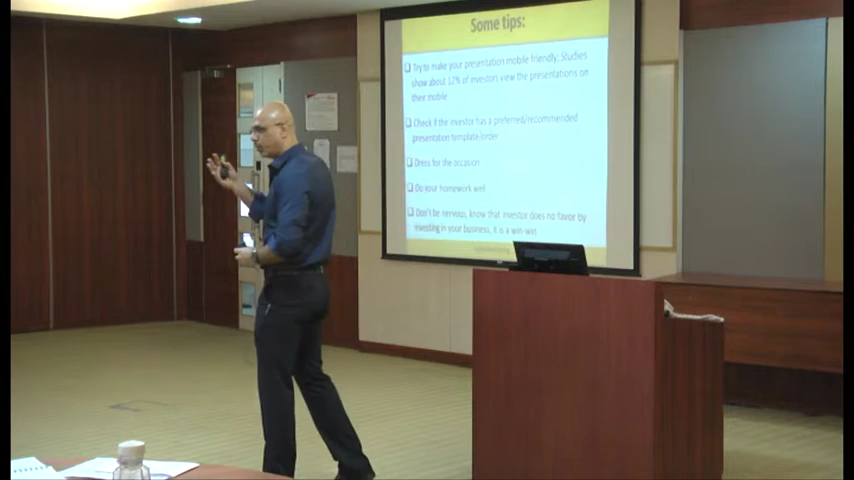 Some tips:
❑ Try to make your presentation mobile friendly; Studies
show about 12% of investors view the presentations on
their mobile
❑ Check if the investor has a preferred/recommended
presentation template/order
❑ Dress for the occasion
❑ Do your homework well
❑ Don't be nervous, know that investor does no favor by
investing in your business, it is a win-win